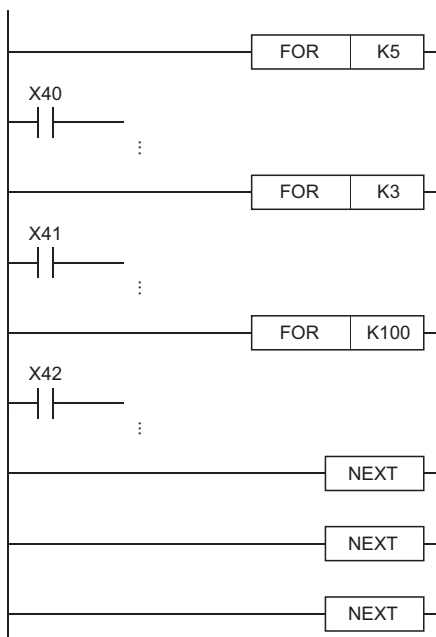 FOR K5
X40
⋮
FOR K3
X41
⋮
FOR K100
X42
⋮
NEXT
NEXT
NEXT